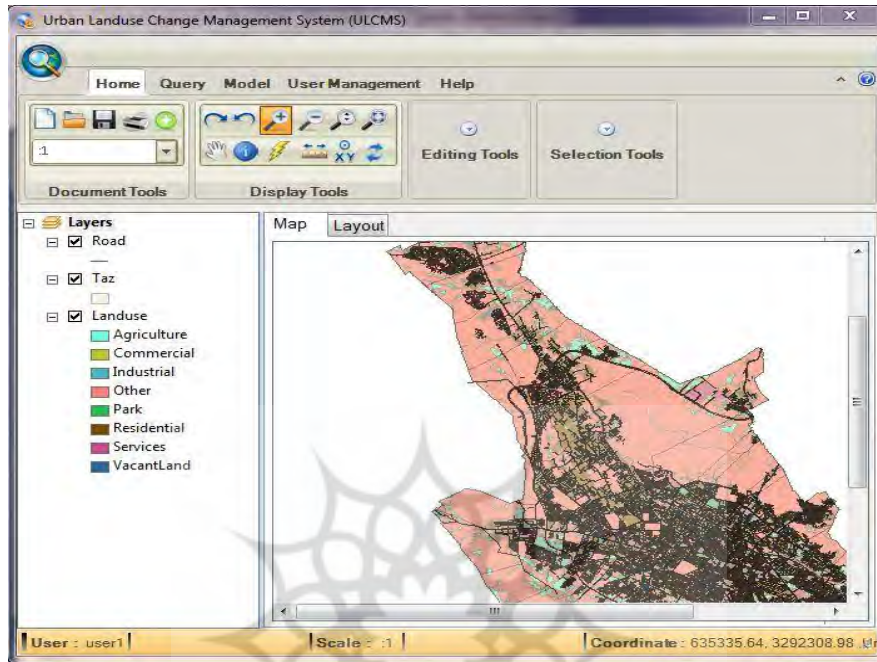 Urban Landuse Change Management System (ULCMS)
Home Query Model User Management Help
XY
:1
Editing Tools
Selection Tools
Document Tools
Display Tools
Layers
Road
Taz
Landuse
Agriculture
Commercial
Industrial
Other
Park
Residential
Services
VacantLand
Map Layout
User : user1
Scale : :1
Coordinate : 635335.64, 3292308.98